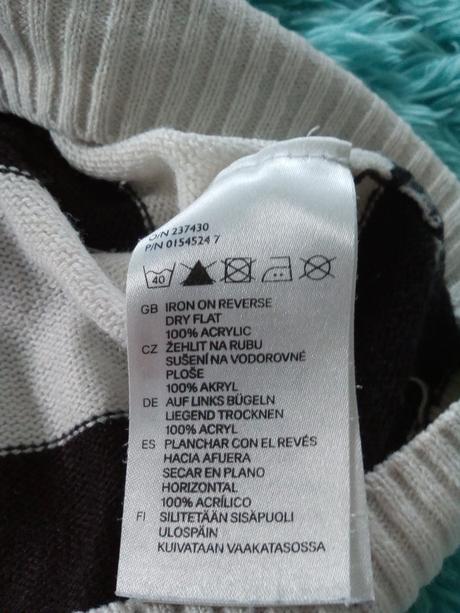 O/N 237430
P/N 0154524 7
40
GB IRON ON REVERSE
DRY FLAT
100% ACRYLIC
CZ ŽEHLIT NA RUBU
SUŠENÍ NA VODOROVNÉ
PLOŠE
100% AKRYL
DE AUF LINKS BÜGELN
LIEGEND TROCKNEN
100% ACRYL
ES PLANCHAR CON EL REVÉS
HACIA AFUERA
SECAR EN PLANO
HORIZONTAL
100% ACRÍLICO
FI SILITETÄÄN SISÄPUOLI
ULOSPÄIN
KUIVATAAN VAAKATASOSSA